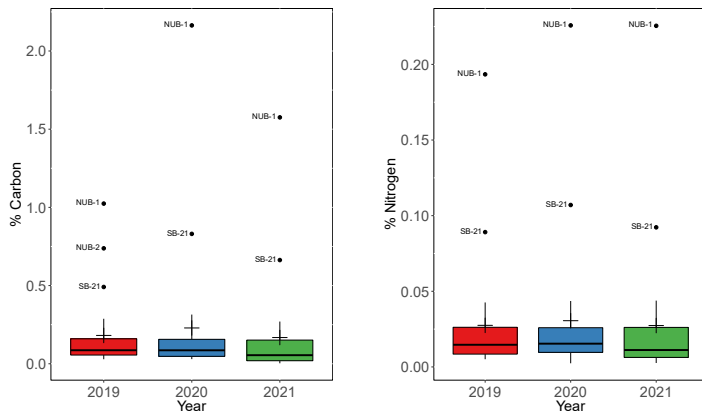 % Carbon
2.0
1.5
1.0
0.5
0.0
NUB-1
NUB-1
NUB-1
NUB-2
SB-21
SB-21
SB-21
2019 2020 2021
Year
% Nitrogen
0.20
0.15
0.10
0.05
0.00
NUB-1
NUB-1
NUB-1
SB-21
SB-21
SB-21
2019 2020 2021
Year